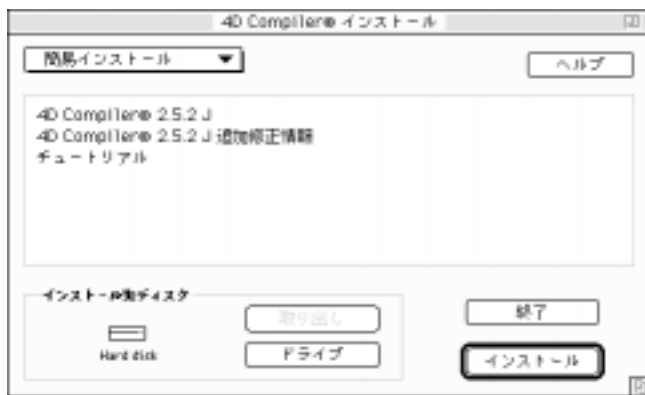 4D Compiler® インストール
簡易インストール
ヘルプ
4D Compiler® 2.5.2 J
4D Compiler® 2.5.2 J 追加修正情報
チュートリアル
インストール先ディスク
取り出し
終了
Hard disk
ドライブ
インストール